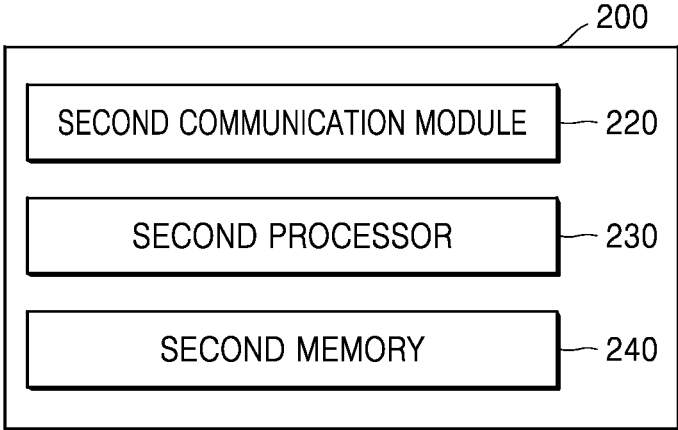 200
SECOND COMMUNICATION MODULE 220
SECOND PROCESSOR 230
SECOND MEMORY 240